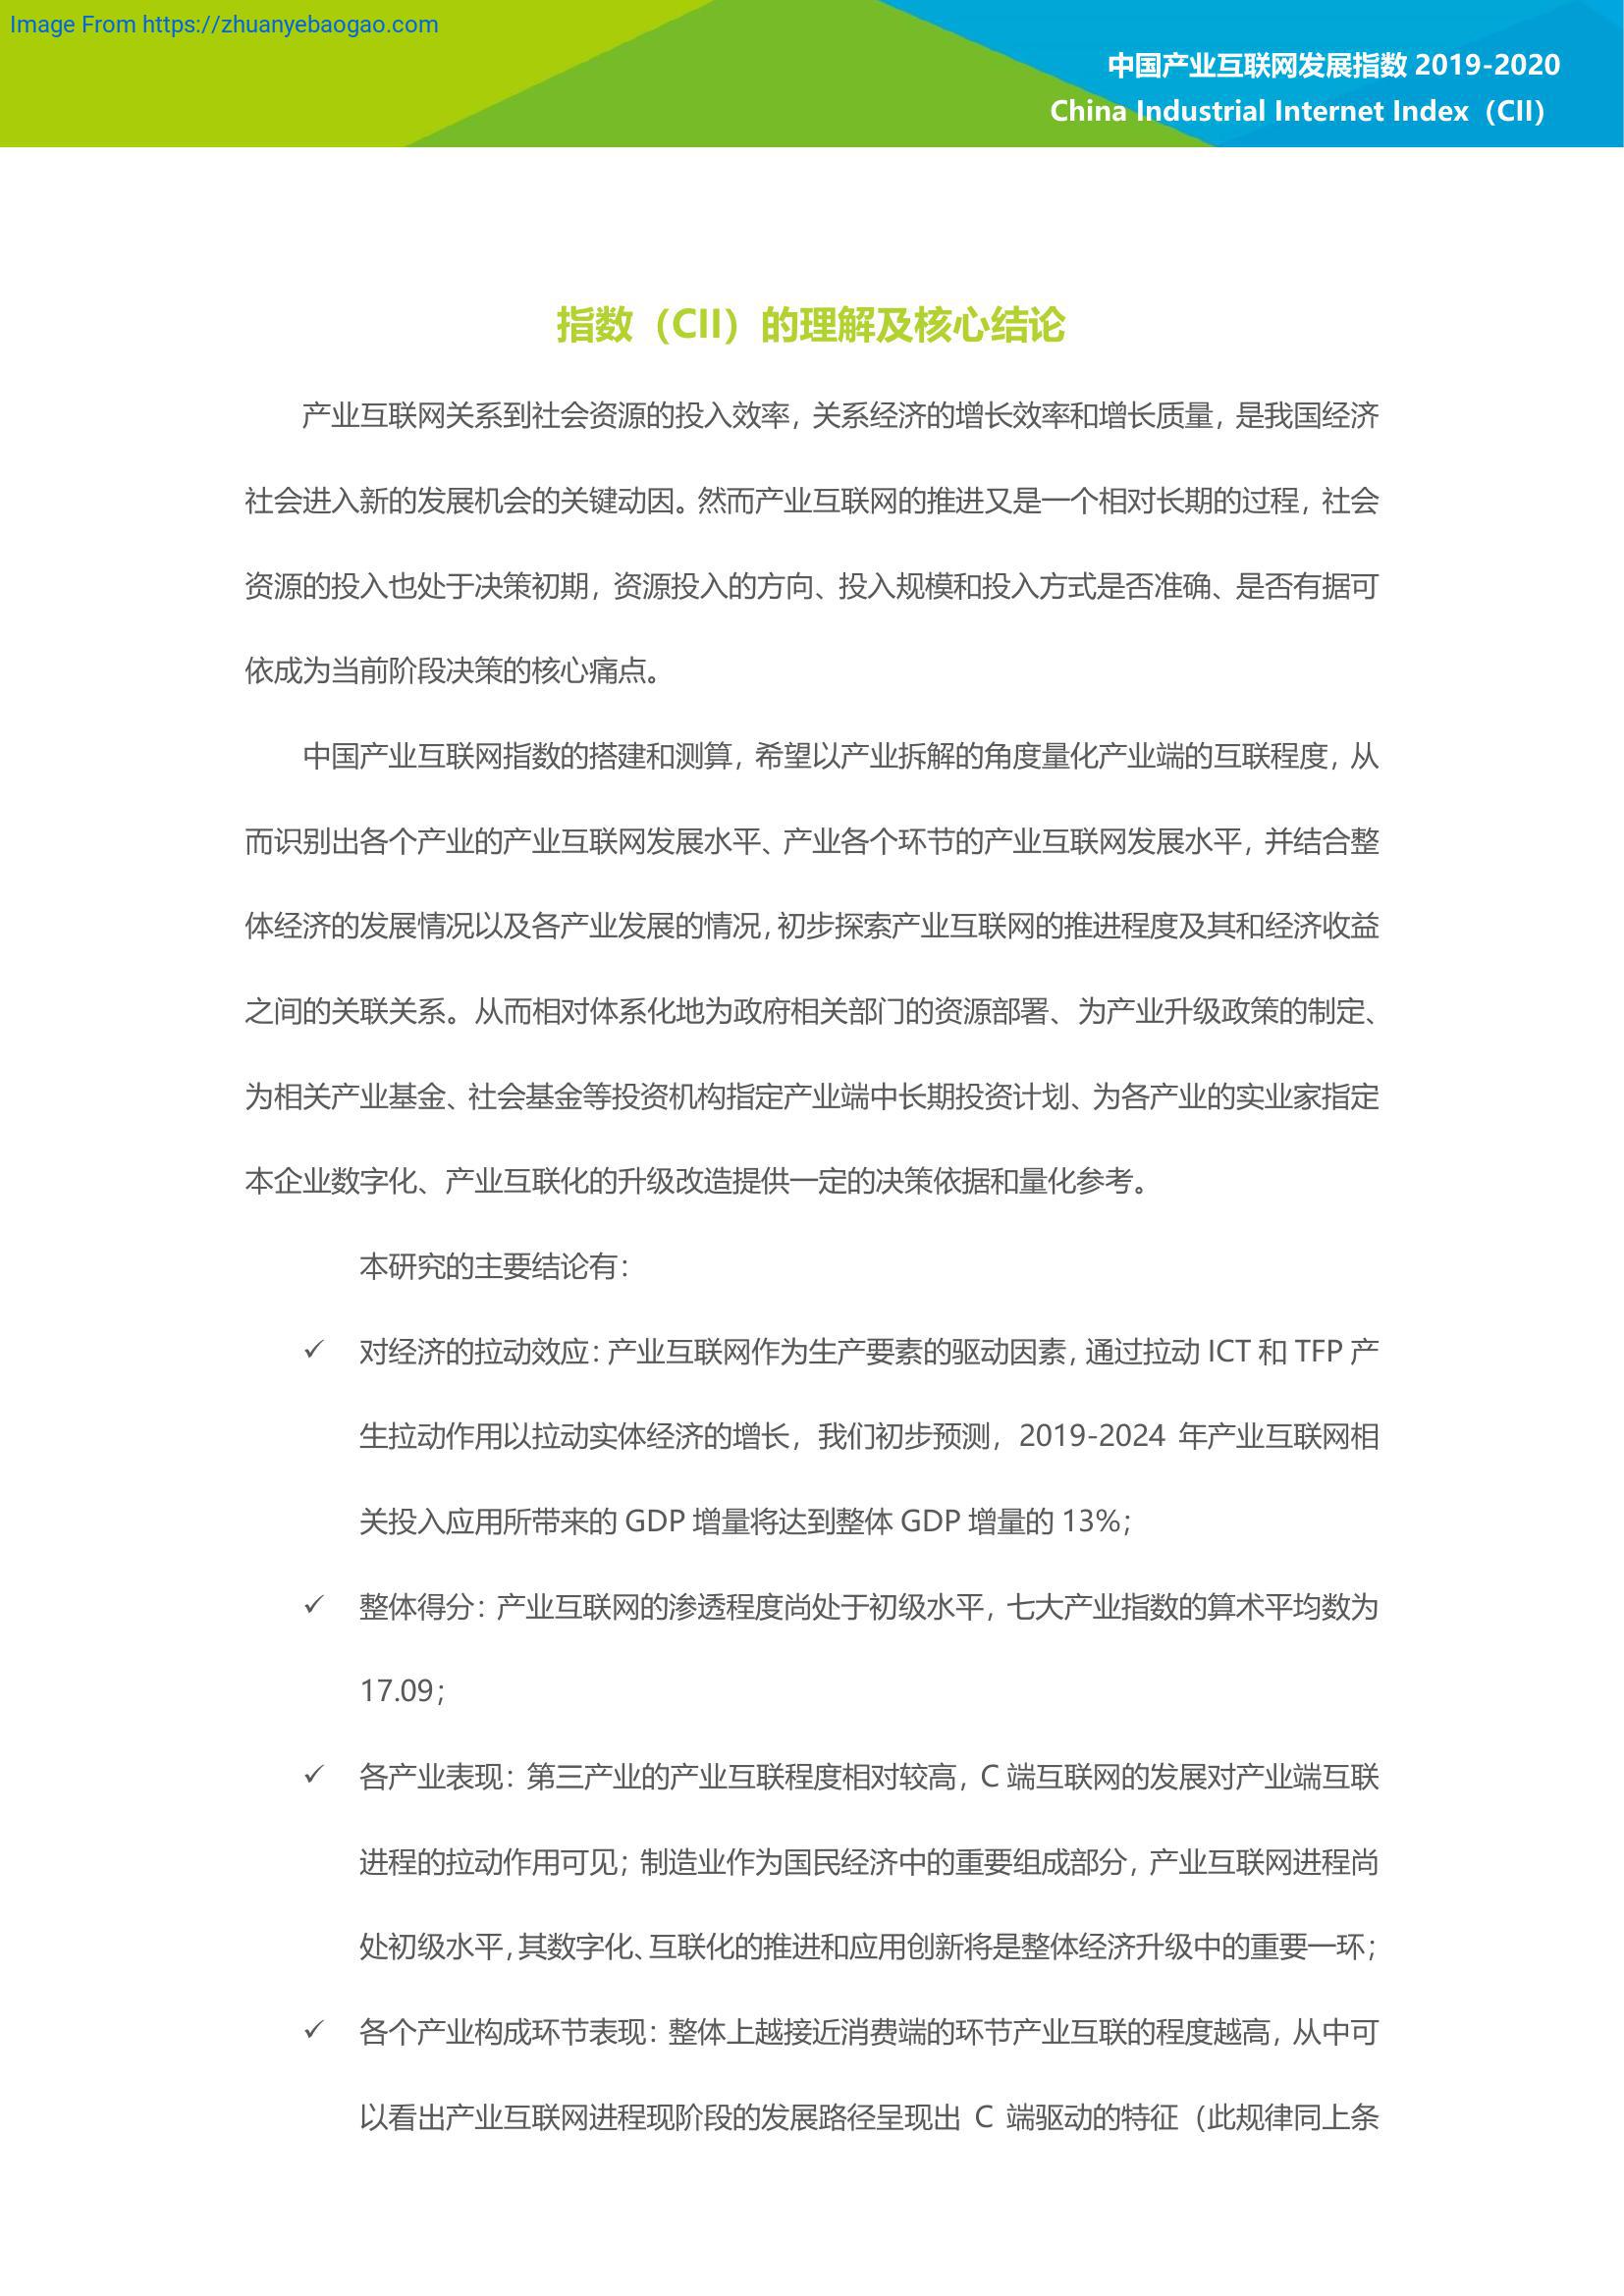 Image From https://zhuanyebaogao.com
中国产业互联网发展指数 2019-2020
China Industrial Internet Index（CII）
指数（CII）的理解及核心结论
产业互联网关系到社会资源的投入效率，关系经济的增长效率和增长质量，是我国经济
社会进入新的发展机会的关键动因。然而产业互联网的推进又是一个相对长期的过程，社会
资源的投入也处于决策初期，资源投入的方向、投入规模和投入方式是否准确、是否有据可
依成为当前阶段决策的核心痛点。
中国产业互联网指数的搭建和测算，希望以产业拆解的角度量化产业端的互联程度，从
而识别出各个产业的产业互联网发展水平、产业各个环节的产业互联网发展水平，并结合整
体经济的发展情况以及各产业发展的情况，初步探索产业互联网的推进程度及其和经济收益
之间的关联关系。从而相对体系化地为政府相关部门的资源部署、为产业升级政策的制定、
为相关产业基金、社会基金等投资机构指定产业端中长期投资计划、为各产业的实业家指定
本企业数字化、产业互联化的升级改造提供一定的决策依据和量化参考。
本研究的主要结论有：
✓ 对经济的拉动效应：产业互联网作为生产要素的驱动因素，通过拉动 ICT 和 TFP 产
生拉动作用以拉动实体经济的增长，我们初步预测，2019-2024 年产业互联网相
关投入应用所带来的 GDP 增量将达到整体 GDP 增量的 13%；
✓ 整体得分：产业互联网的渗透程度尚处于初级水平，七大产业指数的算术平均数为
17.09；
✓ 各产业表现：第三产业的产业互联程度相对较高，C 端互联网的发展对产业端互联
进程的拉动作用可见；制造业作为国民经济中的重要组成部分，产业互联网进程尚
处初级水平，其数字化、互联化的推进和应用创新将是整体经济升级中的重要一环；
✓ 各个产业构成环节表现：整体上越接近消费端的环节产业互联的程度越高，从中可
以看出产业互联网进程现阶段的发展路径呈现出 C 端驱动的特征（此规律同上条